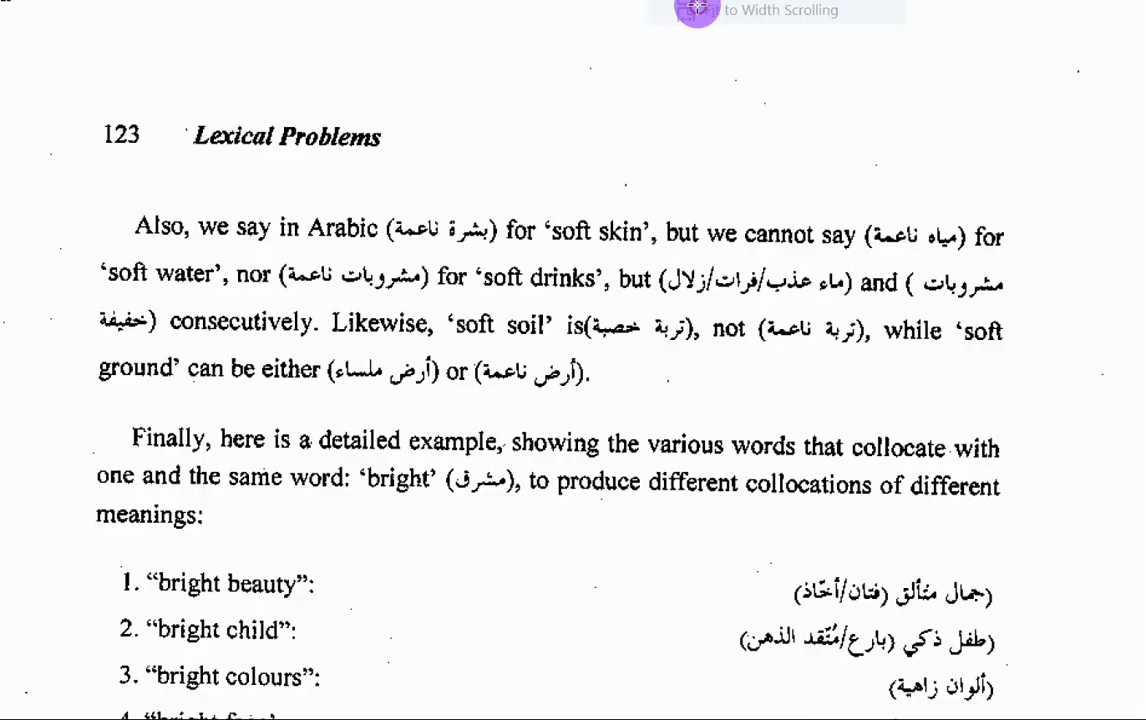 to Width Scrolling
123 Lexical Problems
Also, we say in Arabic (بشرة ناعمة) for ‘soft skin’, but we cannot say (مياه ناعمة) for
‘soft water’, nor (مشروبات ناعمة) for ‘soft drinks’, but (ماء عذب/فرات/زلال) and ( مشروبات
خفيفة) consecutively. Likewise, ‘soft soil’ is(تربة خصبة), not (تربة ناعمة), while ‘soft
ground’ can be either (أرض ملساء) or (أرض ناعمة).
Finally, here is a detailed example, showing the various words that collocate with
one and the same word: ‘bright’ (مشرق), to produce different collocations of different
meanings:
1. “bright beauty”: (جمال متألق (فتان/أخّاذ)
2. “bright child”: (طفل ذكي (بارع/مُتّقد الذهن)
3. “bright colours”: (ألوان زاهية)